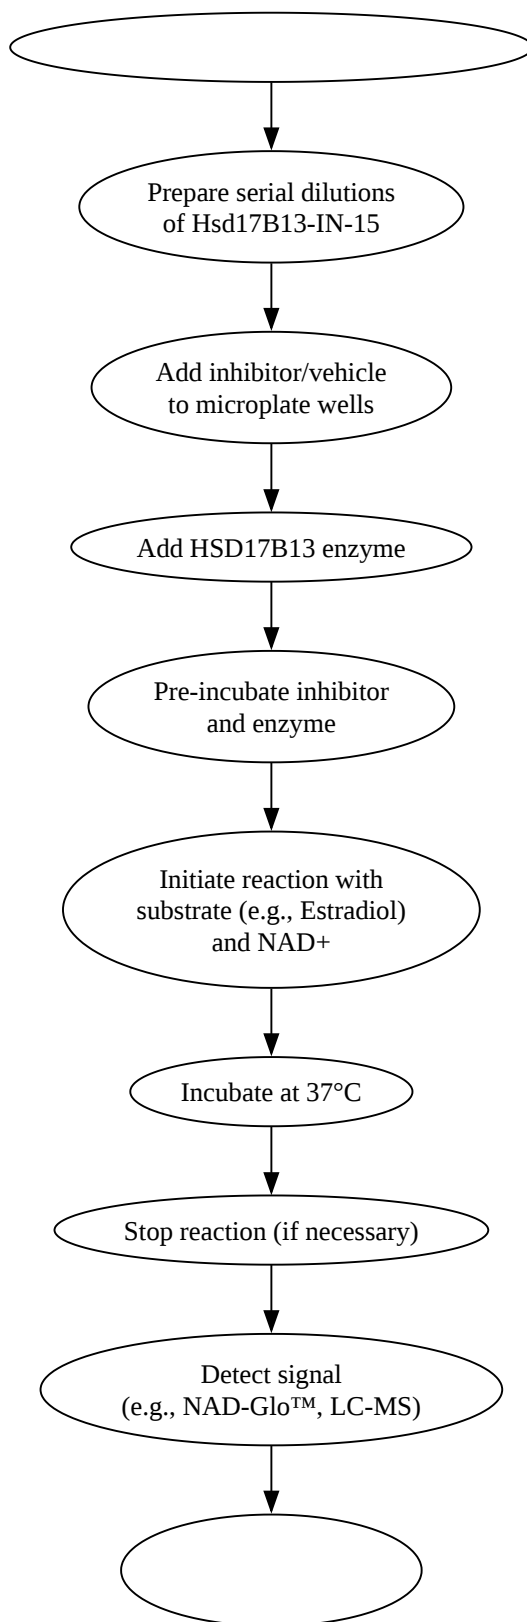 Prepare serial dilutions
of Hsd17B13-IN-15
Add inhibitor/vehicle
to microplate wells
Add HSD17B13 enzyme
Pre-incubate inhibitor
and enzyme
Initiate reaction with
substrate (e.g., Estradiol)
and NAD+
Incubate at 37°C
Stop reaction (if necessary)
Detect signal
(e.g., NAD-Glo™, LC-MS)